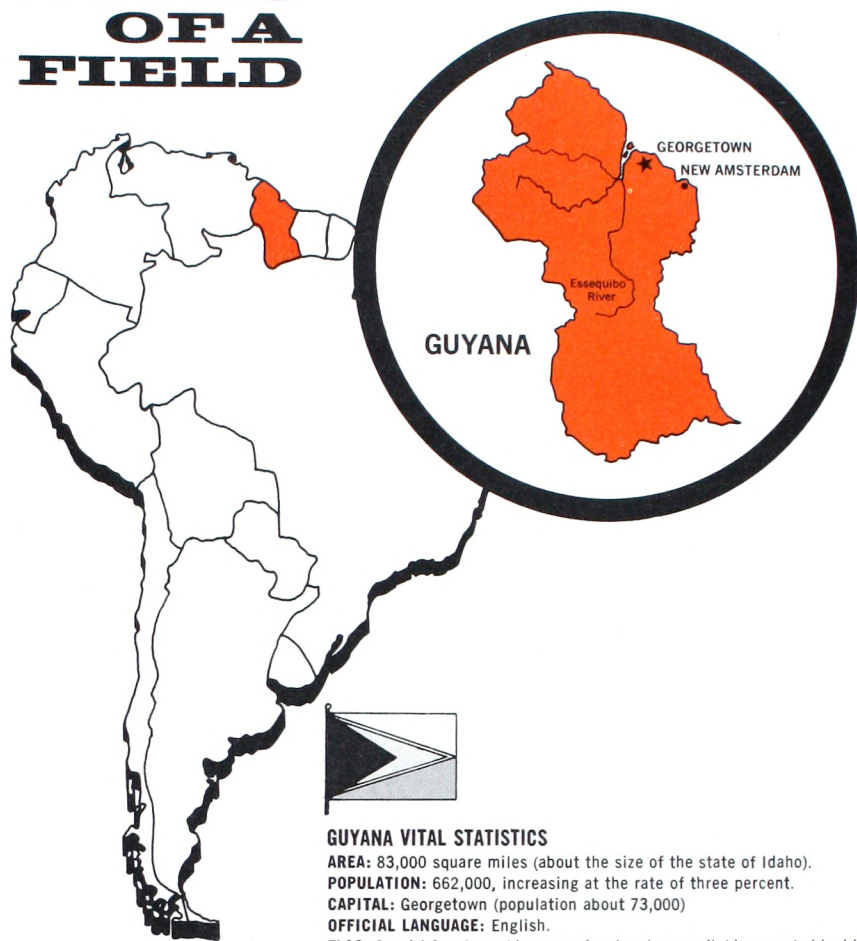 OF A
FIELD
GEORGETOWN
NEW AMSTERDAM
Essequibo
River
GUYANA
GUYANA VITAL STATISTICS
AREA: 83,000 square miles (about the size of the state of Idaho).
POPULATION: 662,000, increasing at the rate of three percent.
CAPITAL: Georgetown (population about 73,000)
OFFICIAL LANGUAGE: English.